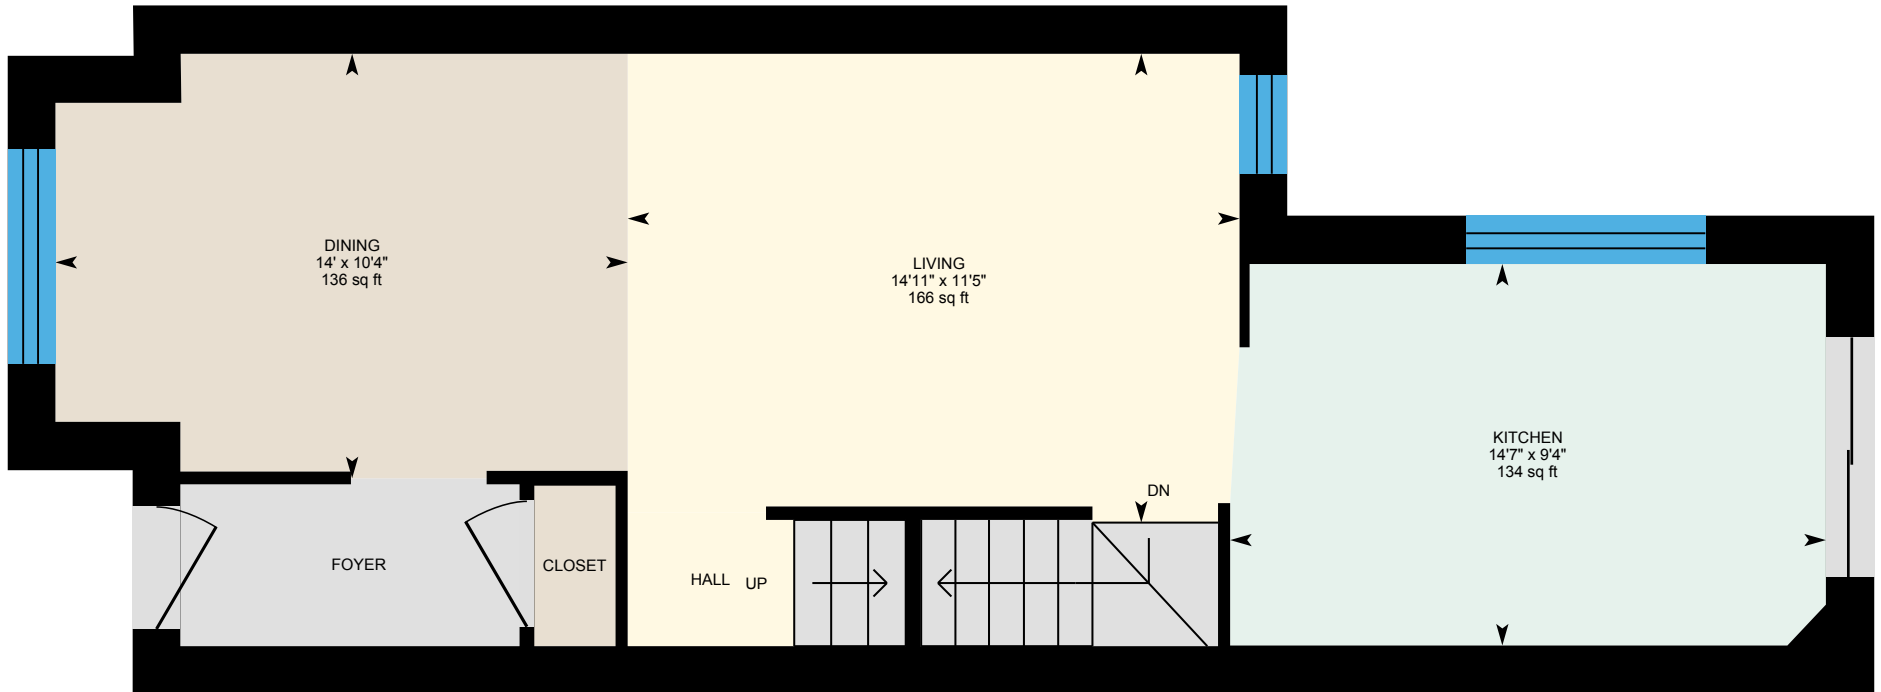 DINING
14' x 10'4"
136 sq ft
LIVING
14'11" x 11'5"
166 sq ft
KITCHEN
14'7" x 9'4"
134 sq ft
DN
FOYER
CLOSET
HALL
UP